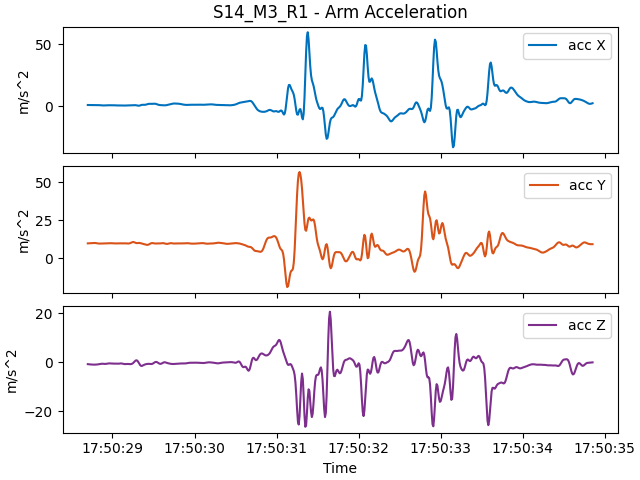 S14_M3_R1 - Arm Acceleration
50
0
m/s^2
acc X
50
25
0
m/s^2
acc Y
20
0
−20
m/s^2
acc Z
17:50:29 17:50:30 17:50:31 17:50:32 17:50:33 17:50:34 17:50:35
Time